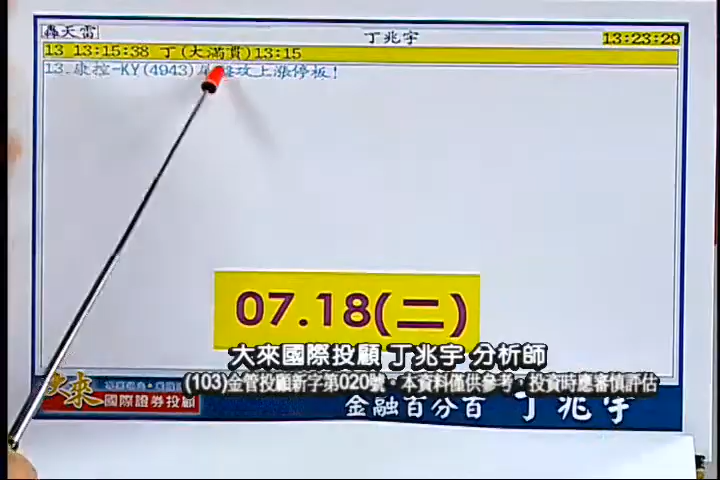 轟天雷
丁兆宇
13:23:29
13 13:15:38 丁(大滿貫)13:15
13.康控-KY(4943)尾盤攻上漲停板!
07.18(二)
大來國際投顧 丁兆宇 分析師
(103)金管投顧新字第020號‧本資料僅供參考‧投資時應審慎評估
大來
國際證券投顧
金融百分百 丁兆宇